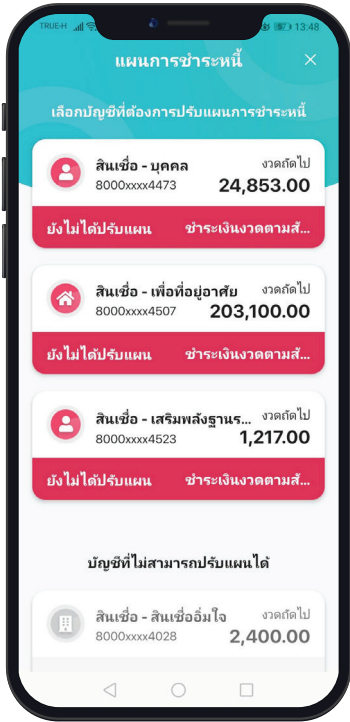 TRUE-H 13:48
แผนการชำระหนี้
เลือกบัญชีที่ต้องการปรับแผนการชำระหนี้
สินเชื่อ - บุคคล งวดถัดไป
8000xxxx4473 24,853.00
ยังไม่ได้ปรับแผน ชำระเงินงวดตามสั...
สินเชื่อ - เพื่อที่อยู่อาศัย งวดถัดไป
8000xxxx4507 203,100.00
ยังไม่ได้ปรับแผน ชำระเงินงวดตามสั...
สินเชื่อ - เสริมพลังฐานร... งวดถัดไป
8000xxxx4523 1,217.00
ยังไม่ได้ปรับแผน ชำระเงินงวดตามสั...
บัญชีที่ไม่สามารถปรับแผนได้
สินเชื่อ - สินเชื่ออิ่มใจ งวดถัดไป
8000xxxx4028 2,400.00